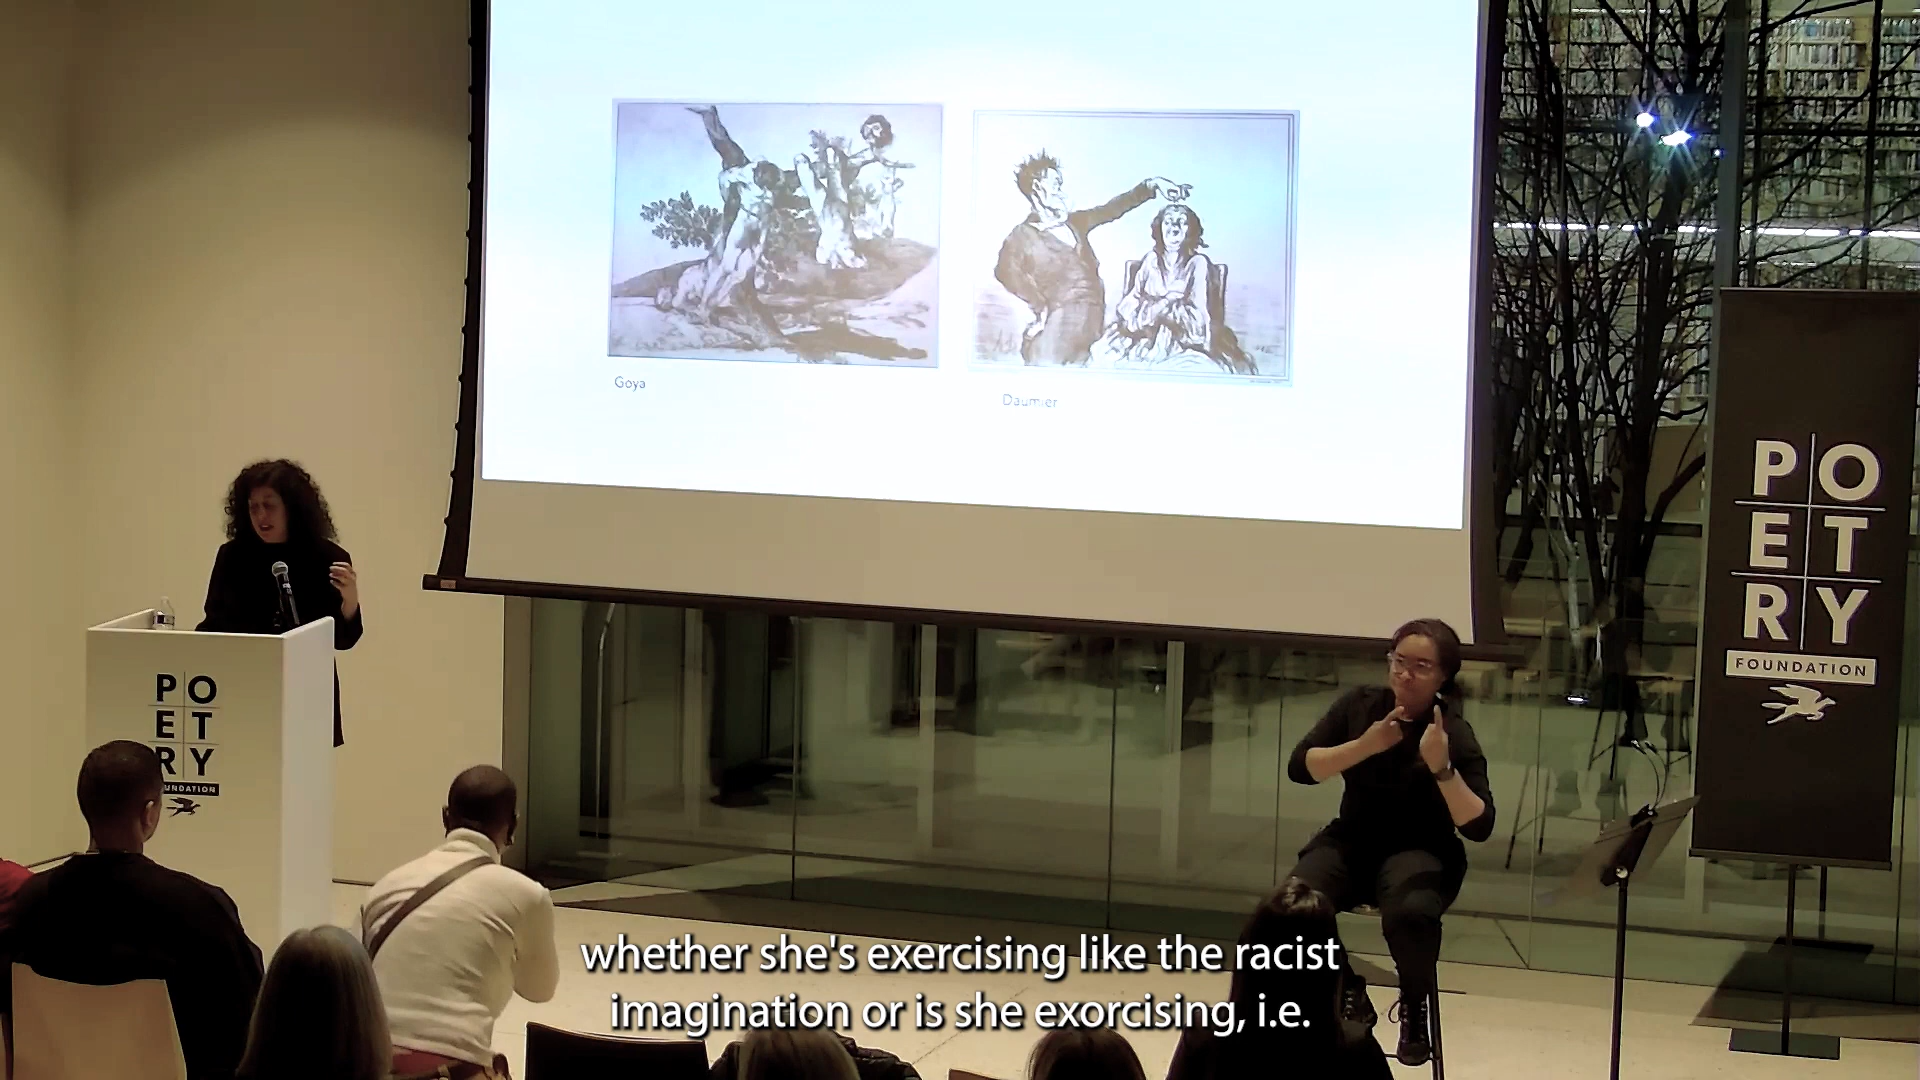 Goya
Daumier
PO
ET
RY
FOUNDATION
PO
ET
RY
UNDATION
whether she's exercising like the racist
imagination or is she exorcising, i.e.